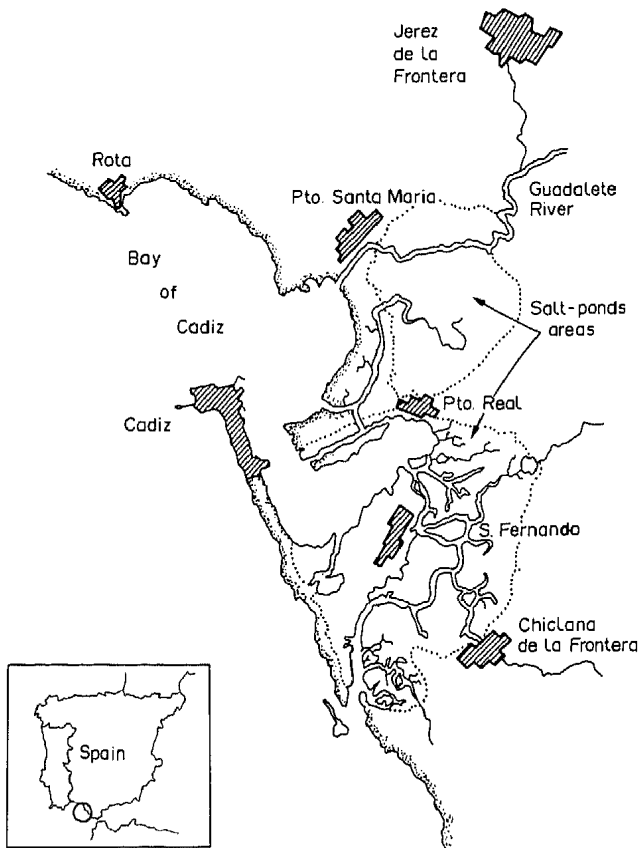 Jerez
de la
Frontera
Rota
Pto. Santa Maria
Guadalete
River
Bay
of
Cadiz
Salt-ponds
areas
Pto. Real
Cadiz
S. Fernando
Chiclana
de la Frontera
Spain